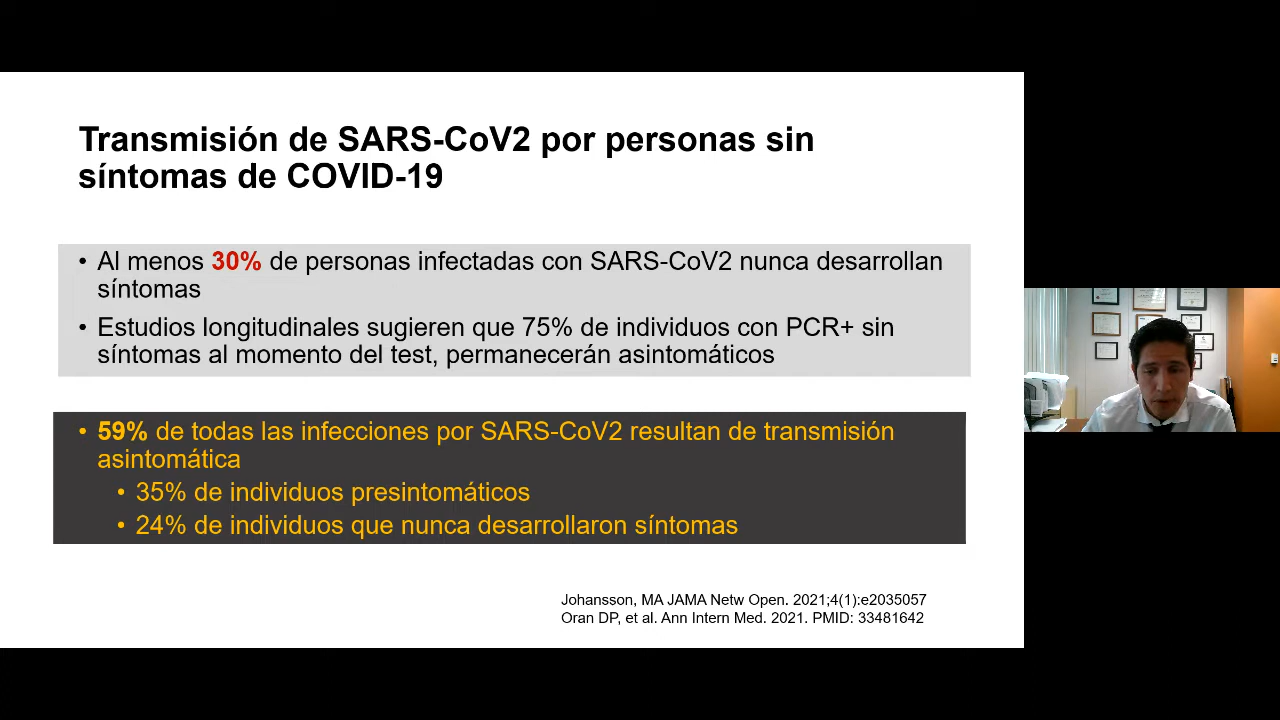 Transmisión de SARS-CoV2 por personas sin
síntomas de COVID-19
• Al menos 30% de personas infectadas con SARS-CoV2 nunca desarrollan
síntomas
• Estudios longitudinales sugieren que 75% de individuos con PCR+ sin
síntomas al momento del test, permanecerán asintomáticos
• 59% de todas las infecciones por SARS-CoV2 resultan de transmisión
asintomática
• 35% de individuos presintomáticos
• 24% de individuos que nunca desarrollaron síntomas
Johansson, MA JAMA Netw Open. 2021;4(1):e2035057
Oran DP, et al. Ann Intern Med. 2021. PMID: 33481642